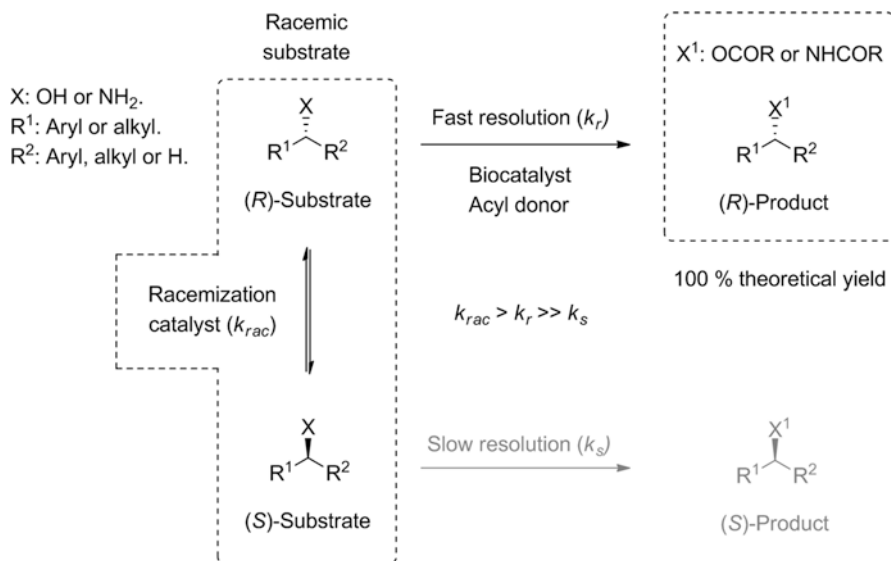 Racemic
substrate
X: OH or NH₂.
R¹: Aryl or alkyl.
R²: Aryl, alkyl or H.
X
R¹ R²
(R)-Substrate
Fast resolution (kᵣ)
Biocatalyst
Acyl donor
X¹: OCOR or NHCOR
X¹
R¹ R²
(R)-Product
100 % theoretical yield
Racemization
catalyst (k_rac)
k_rac > kᵣ >> kₛ
X
R¹ R²
(S)-Substrate
Slow resolution (kₛ)
X¹
R¹ R²
(S)-Product